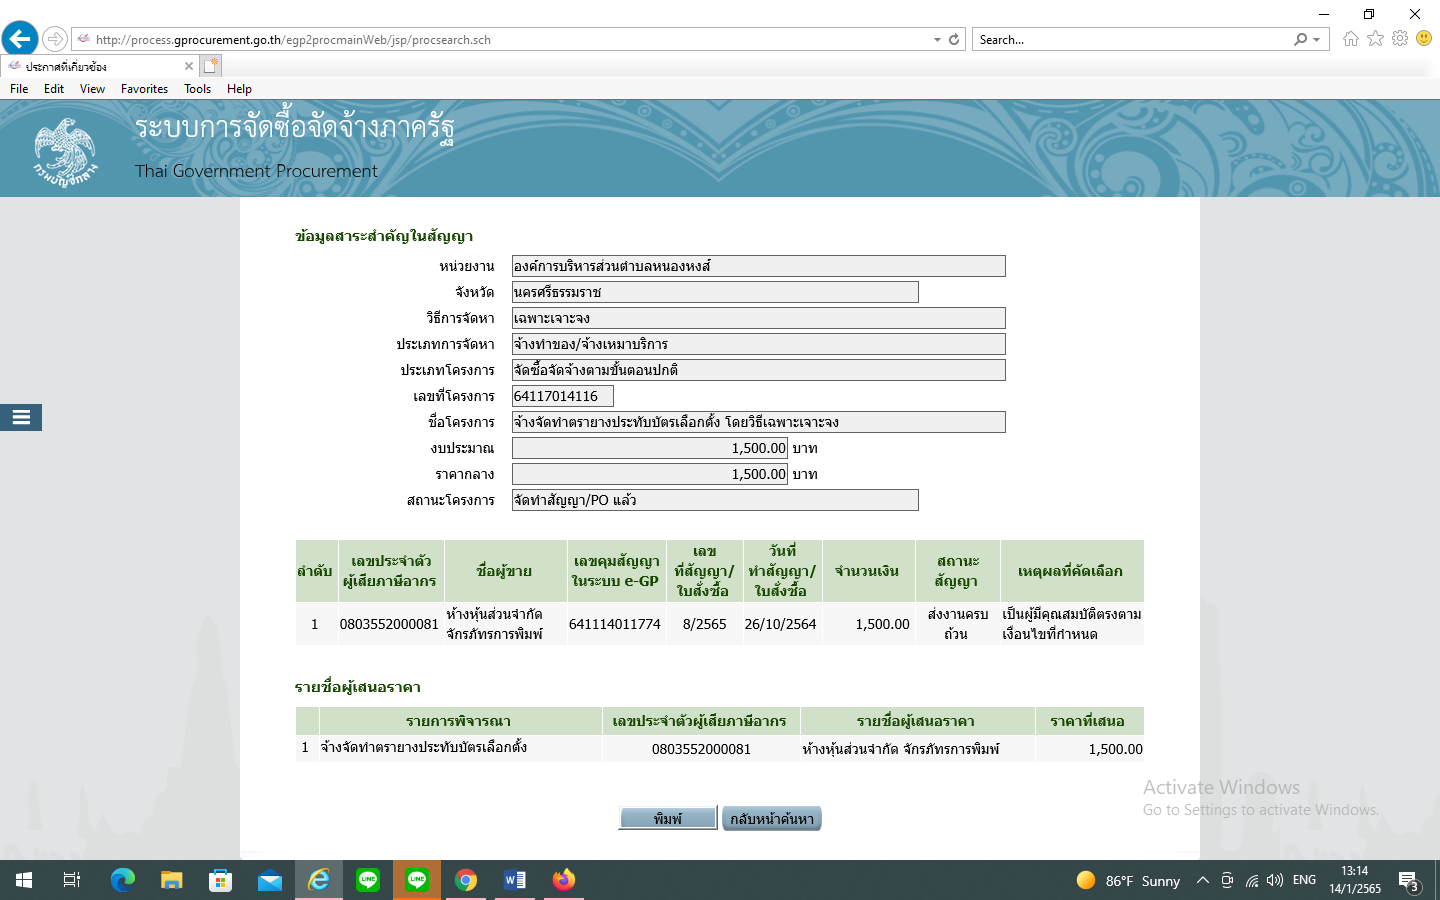 http://process.gprocurement.go.th/egp2procmainWeb/jsp/procsearch.sch
Search...
ประกาศที่เกี่ยวข้อง
File Edit View Favorites Tools Help
ระบบการจัดซื้อจัดจ้างภาครัฐ
Thai Government Procurement
กรมบัญชีกลาง
ข้อมูลสาระสำคัญในสัญญา
หน่วยงาน องค์การบริหารส่วนตำบลหนองหงส์
จังหวัด นครศรีธรรมราช
วิธีการจัดหา เฉพาะเจาะจง
ประเภทการจัดหา จ้างทำของ/จ้างเหมาบริการ
ประเภทโครงการ จัดซื้อจัดจ้างตามขั้นตอนปกติ
เลขที่โครงการ 64117014116
ชื่อโครงการ จ้างจัดทำตรายางประทับบัตรเลือกตั้ง โดยวิธีเฉพาะเจาะจง
งบประมาณ 1,500.00 บาท
ราคากลาง 1,500.00 บาท
สถานะโครงการ จัดทำสัญญา/PO แล้ว
ลำดับ เลขประจำตัวผู้เสียภาษีอากร ชื่อผู้ขาย เลขคุมสัญญาในระบบ e-GP เลขที่สัญญา/ใบสั่งซื้อ วันที่ทำสัญญา/ใบสั่งซื้อ จำนวนเงิน สถานะสัญญา เหตุผลที่คัดเลือก
1 0803552000081 ห้างหุ้นส่วนจำกัด จักรภัทรการพิมพ์ 641114011774 8/2565 26/10/2564 1,500.00 ส่งงานครบถ้วน เป็นผู้มีคุณสมบัติตรงตามเงื่อนไขที่กำหนด
รายชื่อผู้เสนอราคา
รายการพิจารณา เลขประจำตัวผู้เสียภาษีอากร รายชื่อผู้เสนอราคา ราคาที่เสนอ
1 จ้างจัดทำตรายางประทับบัตรเลือกตั้ง 0803552000081 ห้างหุ้นส่วนจำกัด จักรภัทรการพิมพ์ 1,500.00
พิมพ์ กลับหน้าค้นหา
Activate Windows
Go to Settings to activate Windows.
LINE LINE
86°F Sunny ENG 13:14
14/1/2565
3